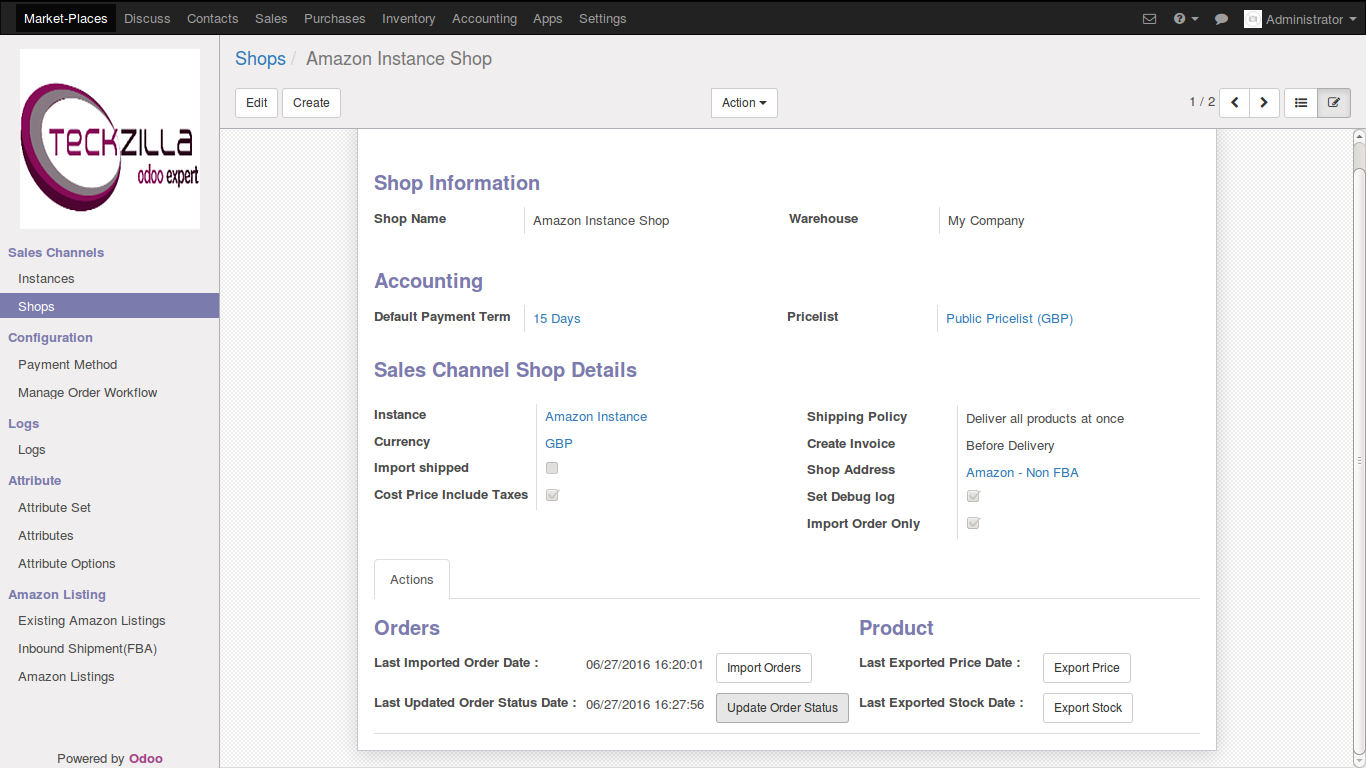 Market-Places Discuss Contacts Sales Purchases Inventory Accounting Apps Settings Administrator
Shops / Amazon Instance Shop
Edit Create Action 1 / 2
TECKZILLA
odoo expert
Sales Channels
Instances
Shops
Configuration
Payment Method
Manage Order Workflow
Logs
Logs
Attribute
Attribute Set
Attributes
Attribute Options
Amazon Listing
Existing Amazon Listings
Inbound Shipment(FBA)
Amazon Listings
Powered by Odoo
Shop Information
Shop Name Amazon Instance Shop Warehouse My Company
Accounting
Default Payment Term 15 Days Pricelist Public Pricelist (GBP)
Sales Channel Shop Details
Instance Amazon Instance
Currency GBP
Import shipped
Cost Price Include Taxes
Shipping Policy Deliver all products at once
Create Invoice Before Delivery
Shop Address Amazon - Non FBA
Set Debug log
Import Order Only
Actions
Orders Product
Last Imported Order Date : 06/27/2016 16:20:01 Import Orders Last Exported Price Date : Export Price
Last Updated Order Status Date : 06/27/2016 16:27:56 Update Order Status Last Exported Stock Date : Export Stock